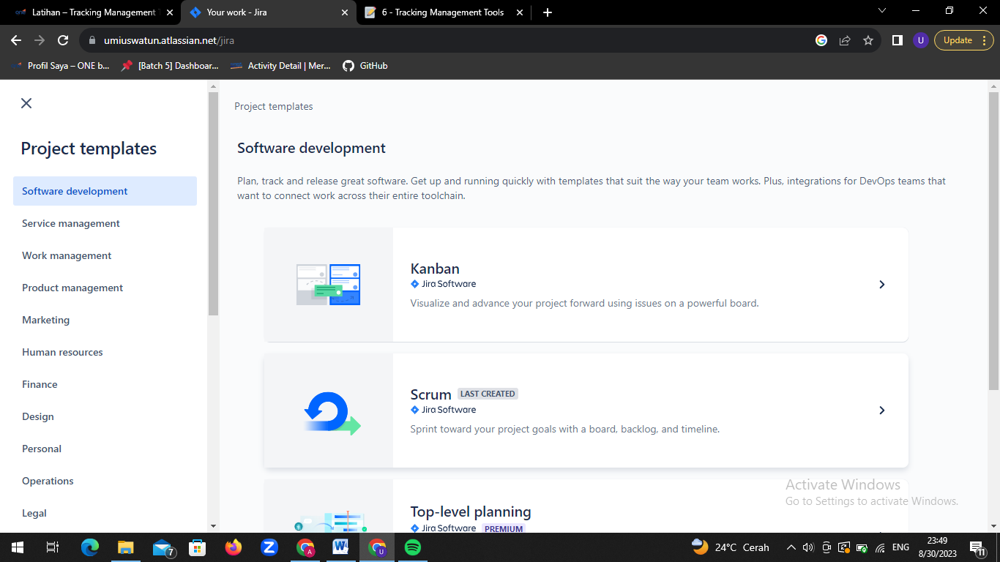 Latihan – Tracking Management
Your work - Jira
6 - Tracking Management Tools
umiuswatun.atlassian.net/jira
U
Update
Profil Saya – ONE b...
[Batch 5] Dashboar...
Activity Detail | Mer...
GitHub
Project templates
Software development
Service management
Work management
Product management
Marketing
Human resources
Finance
Design
Personal
Operations
Legal
Project templates
Software development
Plan, track and release great software. Get up and running quickly with templates that suit the way your team works. Plus, integrations for DevOps teams that
want to connect work across their entire toolchain.
Kanban
Jira Software
Visualize and advance your project forward using issues on a powerful board.
Scrum LAST CREATED
Jira Software
Sprint toward your project goals with a board, backlog, and timeline.
Top-level planning
Jira Software PREMIUM
Activate Windows
Go to Settings to activate Windows.
7
A
U
24°C Cerah
ENG
23:49
8/30/2023
11